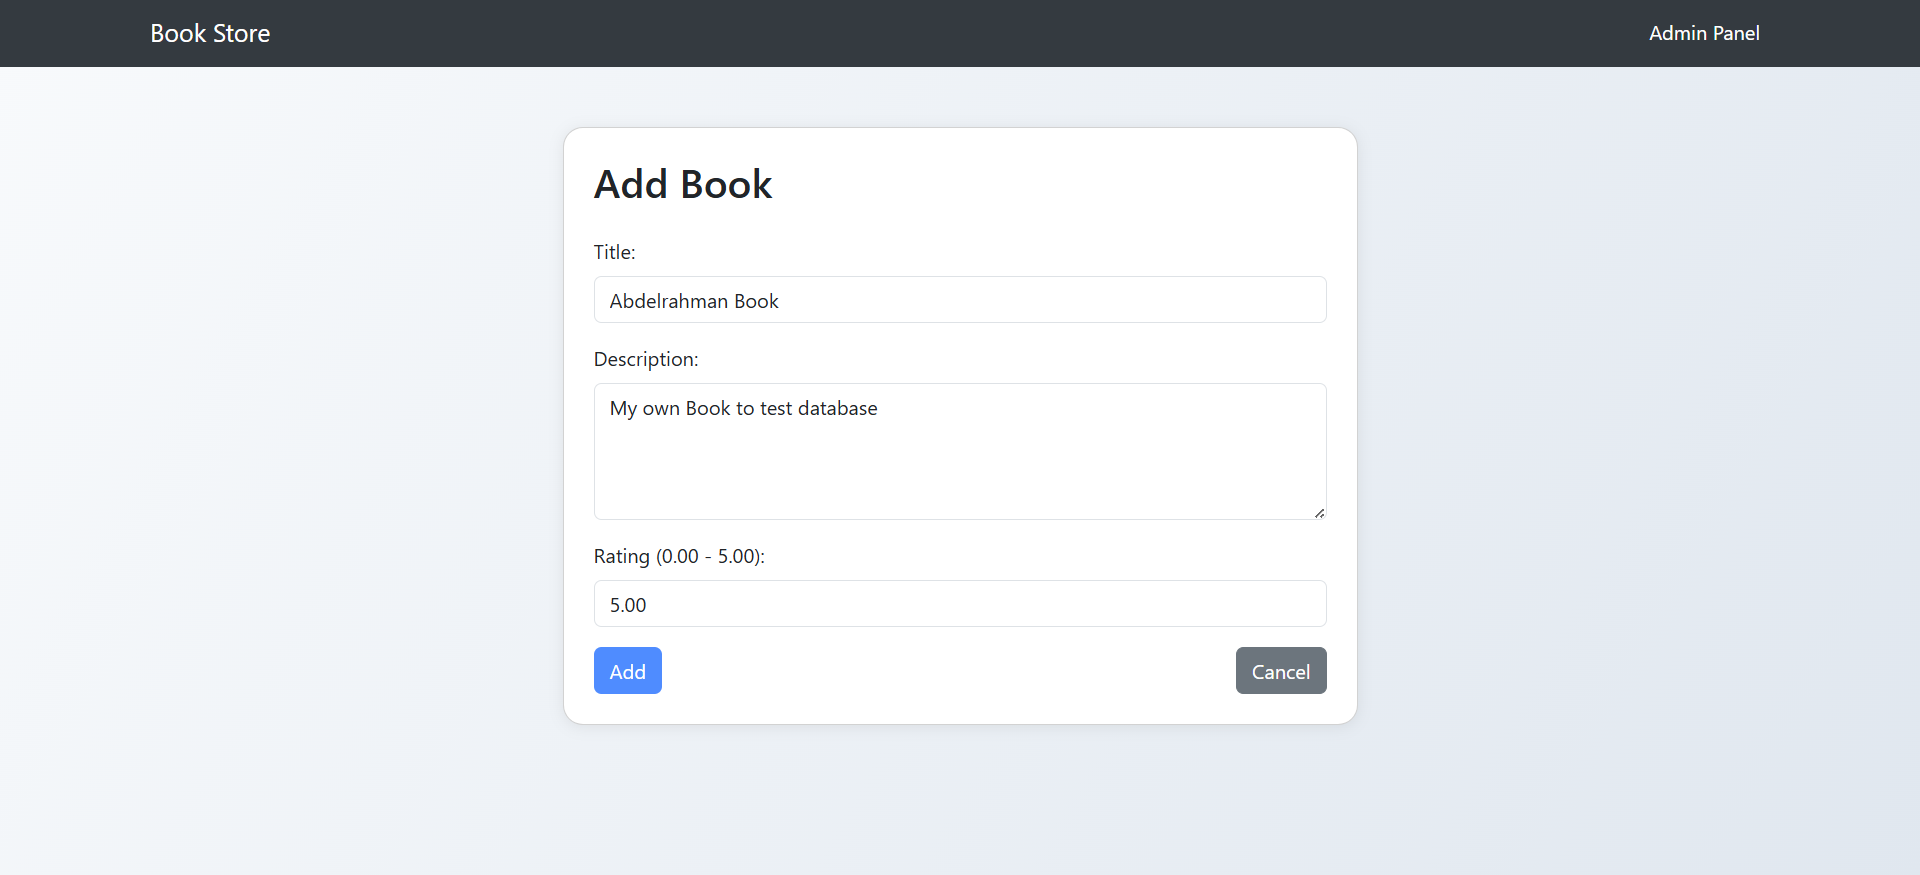 Book Store
Admin Panel
Add Book
Title:
Abdelrahman Book
Description:
My own Book to test database
Rating (0.00 - 5.00):
5.00
Add
Cancel